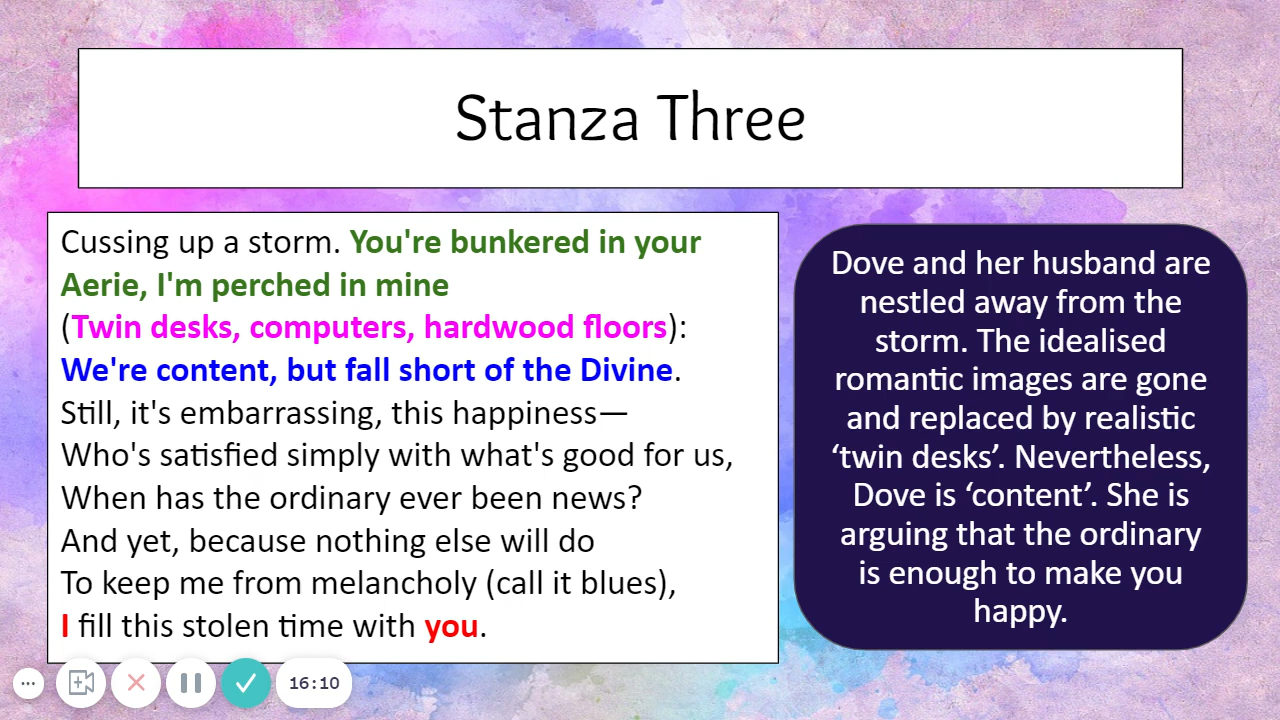 Stanza Three
Cussing up a storm. You're bunkered in your
Aerie, I'm perched in mine
(Twin desks, computers, hardwood floors):
We're content, but fall short of the Divine.
Still, it's embarrassing, this happiness—
Who's satisfied simply with what's good for us,
When has the ordinary ever been news?
And yet, because nothing else will do
To keep me from melancholy (call it blues),
I fill this stolen time with you.
Dove and her husband are
nestled away from the
storm. The idealised
romantic images are gone
and replaced by realistic
‘twin desks’. Nevertheless,
Dove is ‘content’. She is
arguing that the ordinary
is enough to make you
happy.
16:10